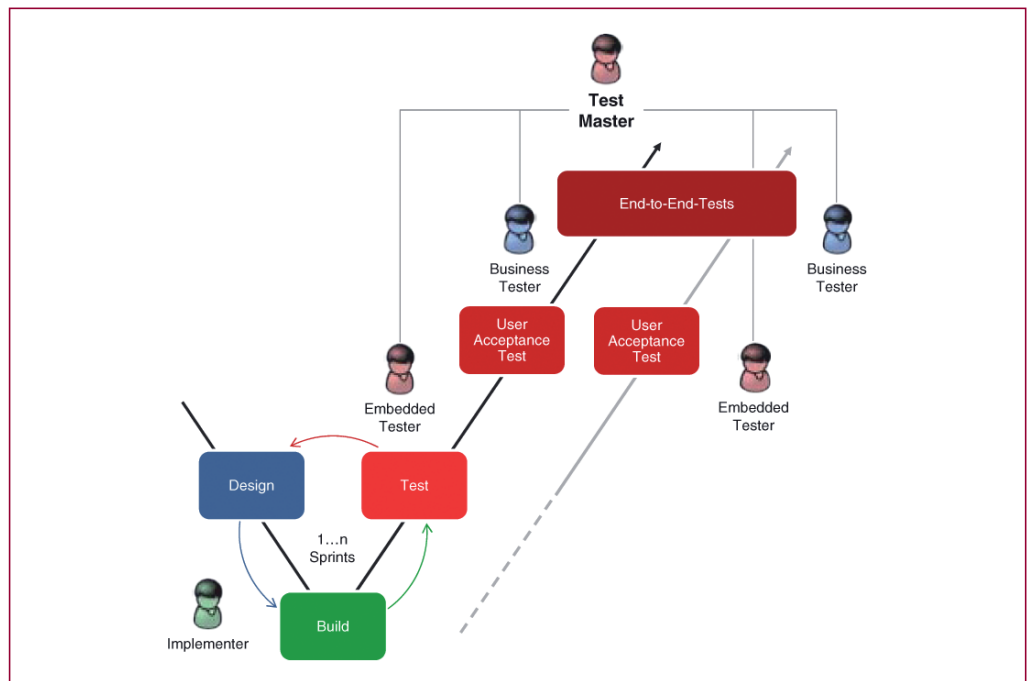 Test
Master
End-to-End-Tests
Business
Tester
Business
Tester
User
Acceptance
Test
User
Acceptance
Test
Embedded
Tester
Embedded
Tester
Design
Test
1…n
Sprints
Build
Implementer